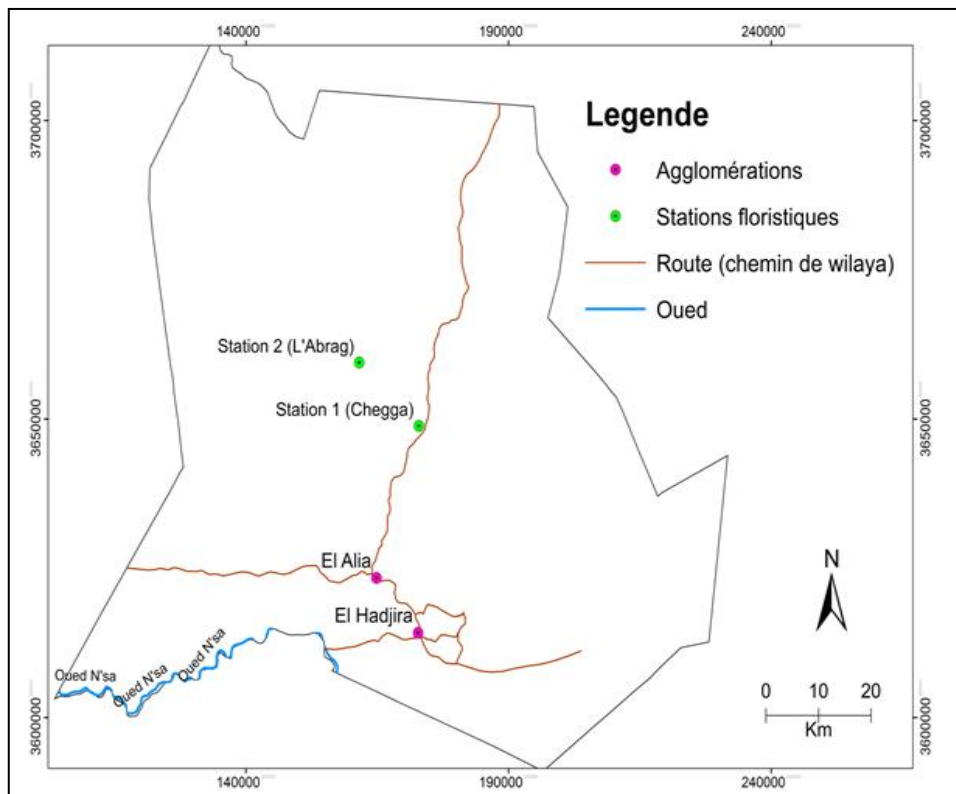 140000
190000
240000
3700000
3700000
Legende
Agglomérations
Stations floristiques
Route (chemin de wilaya)
Oued
Station 2 (L'Abrag)
Station 1 (Chegga)
3650000
3650000
El Alia
El Hadjira
N
Oued N'sa
Oued N'sa
Oued N'sa
0 10 20
Km
3600000
3600000
140000
190000
240000